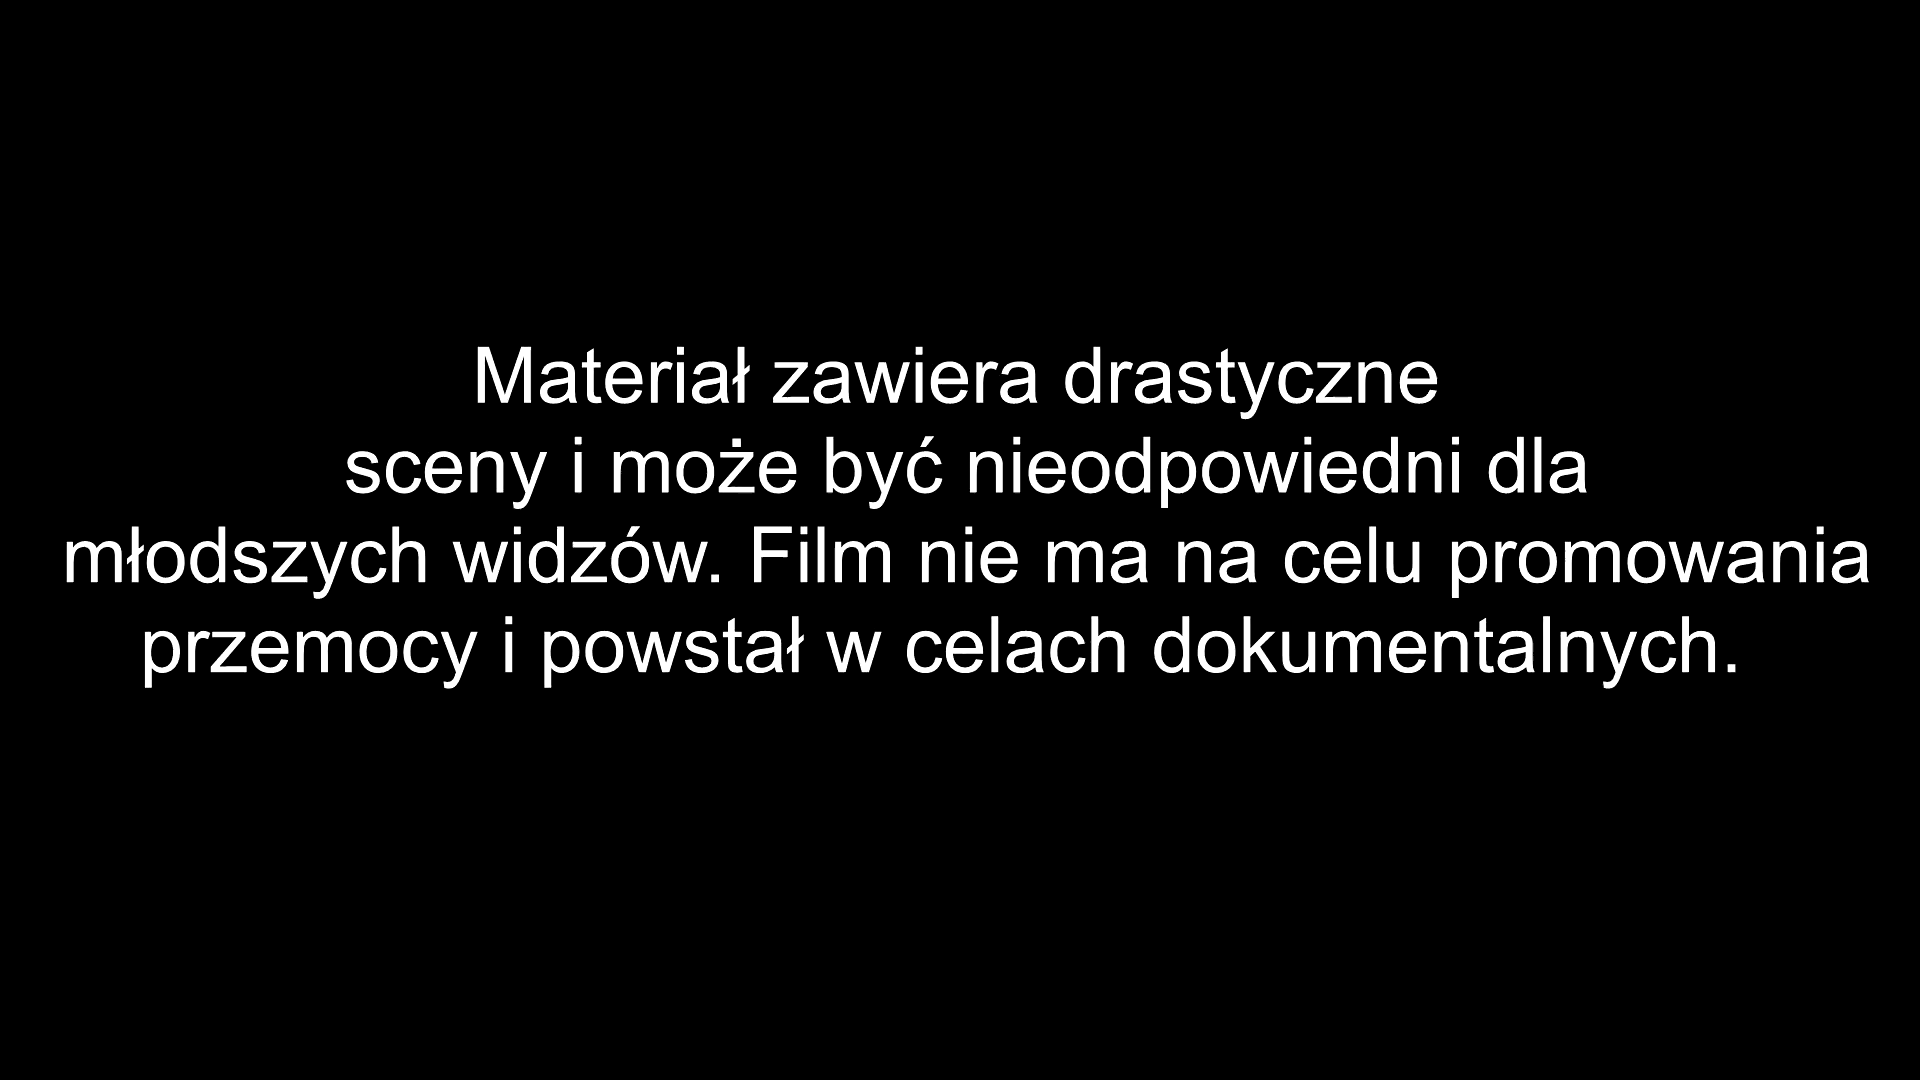 Materiał zawiera drastyczne
sceny i może być nieodpowiedni dla
młodszych widzów. Film nie ma na celu promowania
przemocy i powstał w celach dokumentalnych.